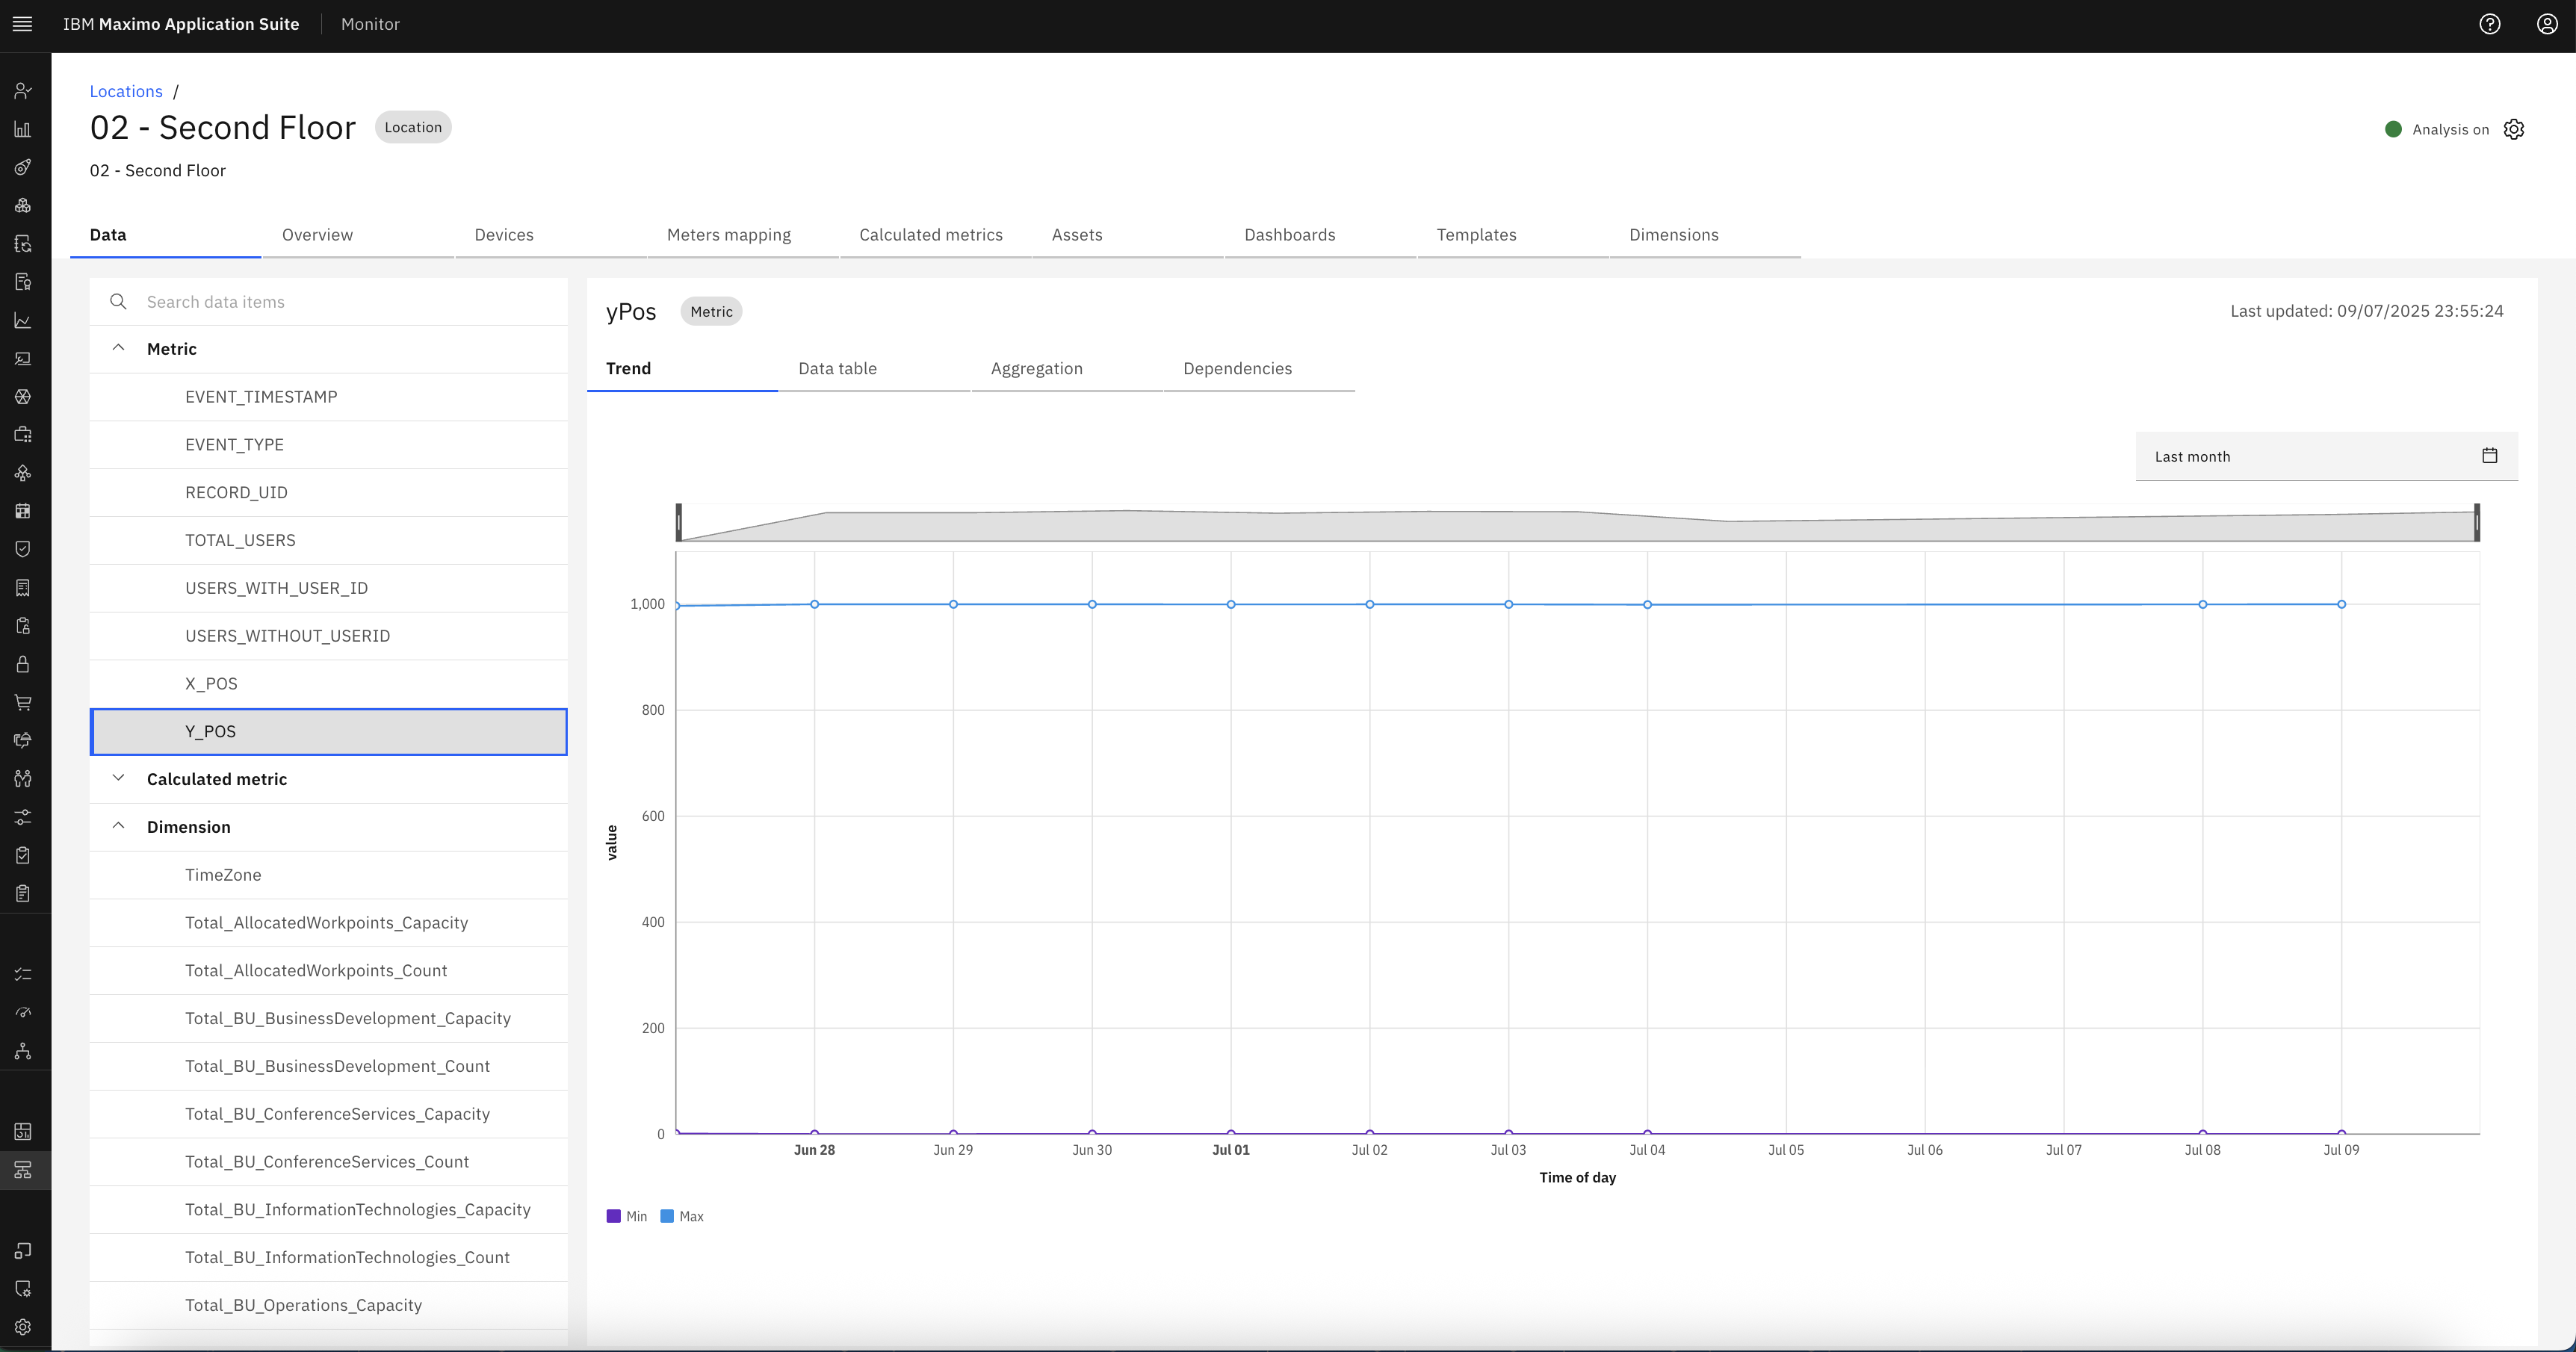 IBM Maximo Application Suite | Monitor
Locations /
02 - Second Floor Location
Analysis on
02 - Second Floor
Data Overview Devices Meters mapping Calculated metrics Assets Dashboards Templates Dimensions
Search data items
Metric
EVENT_TIMESTAMP
EVENT_TYPE
RECORD_UID
TOTAL_USERS
USERS_WITH_USER_ID
USERS_WITHOUT_USERID
X_POS
Y_POS
Calculated metric
Dimension
TimeZone
Total_AllocatedWorkpoints_Capacity
Total_AllocatedWorkpoints_Count
Total_BU_BusinessDevelopment_Capacity
Total_BU_BusinessDevelopment_Count
Total_BU_ConferenceServices_Capacity
Total_BU_ConferenceServices_Count
Total_BU_InformationTechnologies_Capacity
Total_BU_InformationTechnologies_Count
Total_BU_Operations_Capacity
yPos Metric
Last updated: 09/07/2025 23:55:24
Trend Data table Aggregation Dependencies
Last month
1,000
800
600
400
200
0
value
Jun 28 Jun 29 Jun 30 Jul 01 Jul 02 Jul 03 Jul 04 Jul 05 Jul 06 Jul 07 Jul 08 Jul 09
Time of day
Min Max